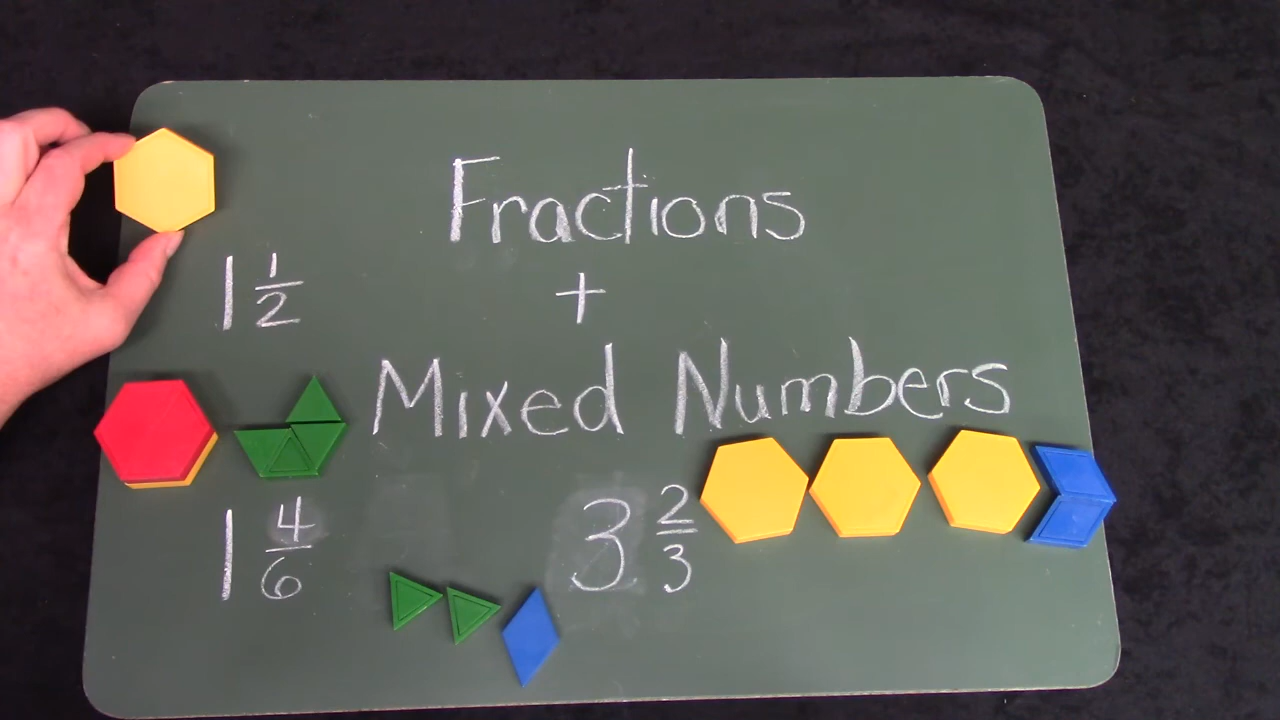 Fractions
+
Mixed Numbers
1 1/2
1 4/6
3 2/3